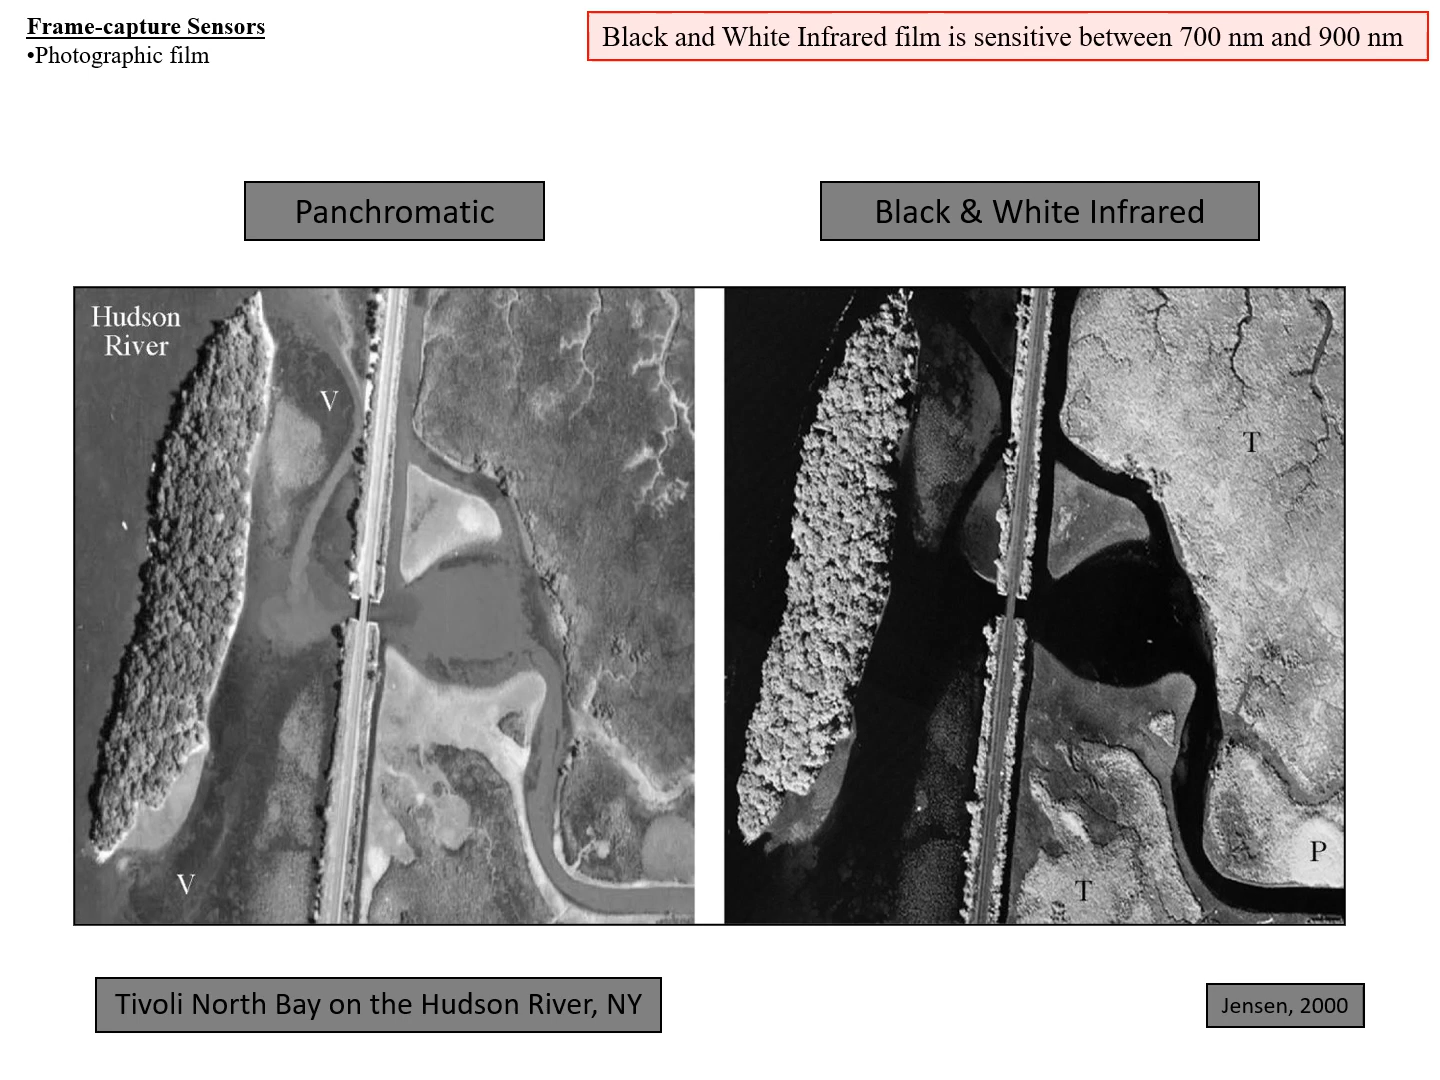 Frame-capture Sensors
•Photographic film
Black and White Infrared film is sensitive between 700 nm and 900 nm
Panchromatic
Black & White Infrared
Hudson
River
V
V
T
P
T
Tivoli North Bay on the Hudson River, NY
Jensen, 2000